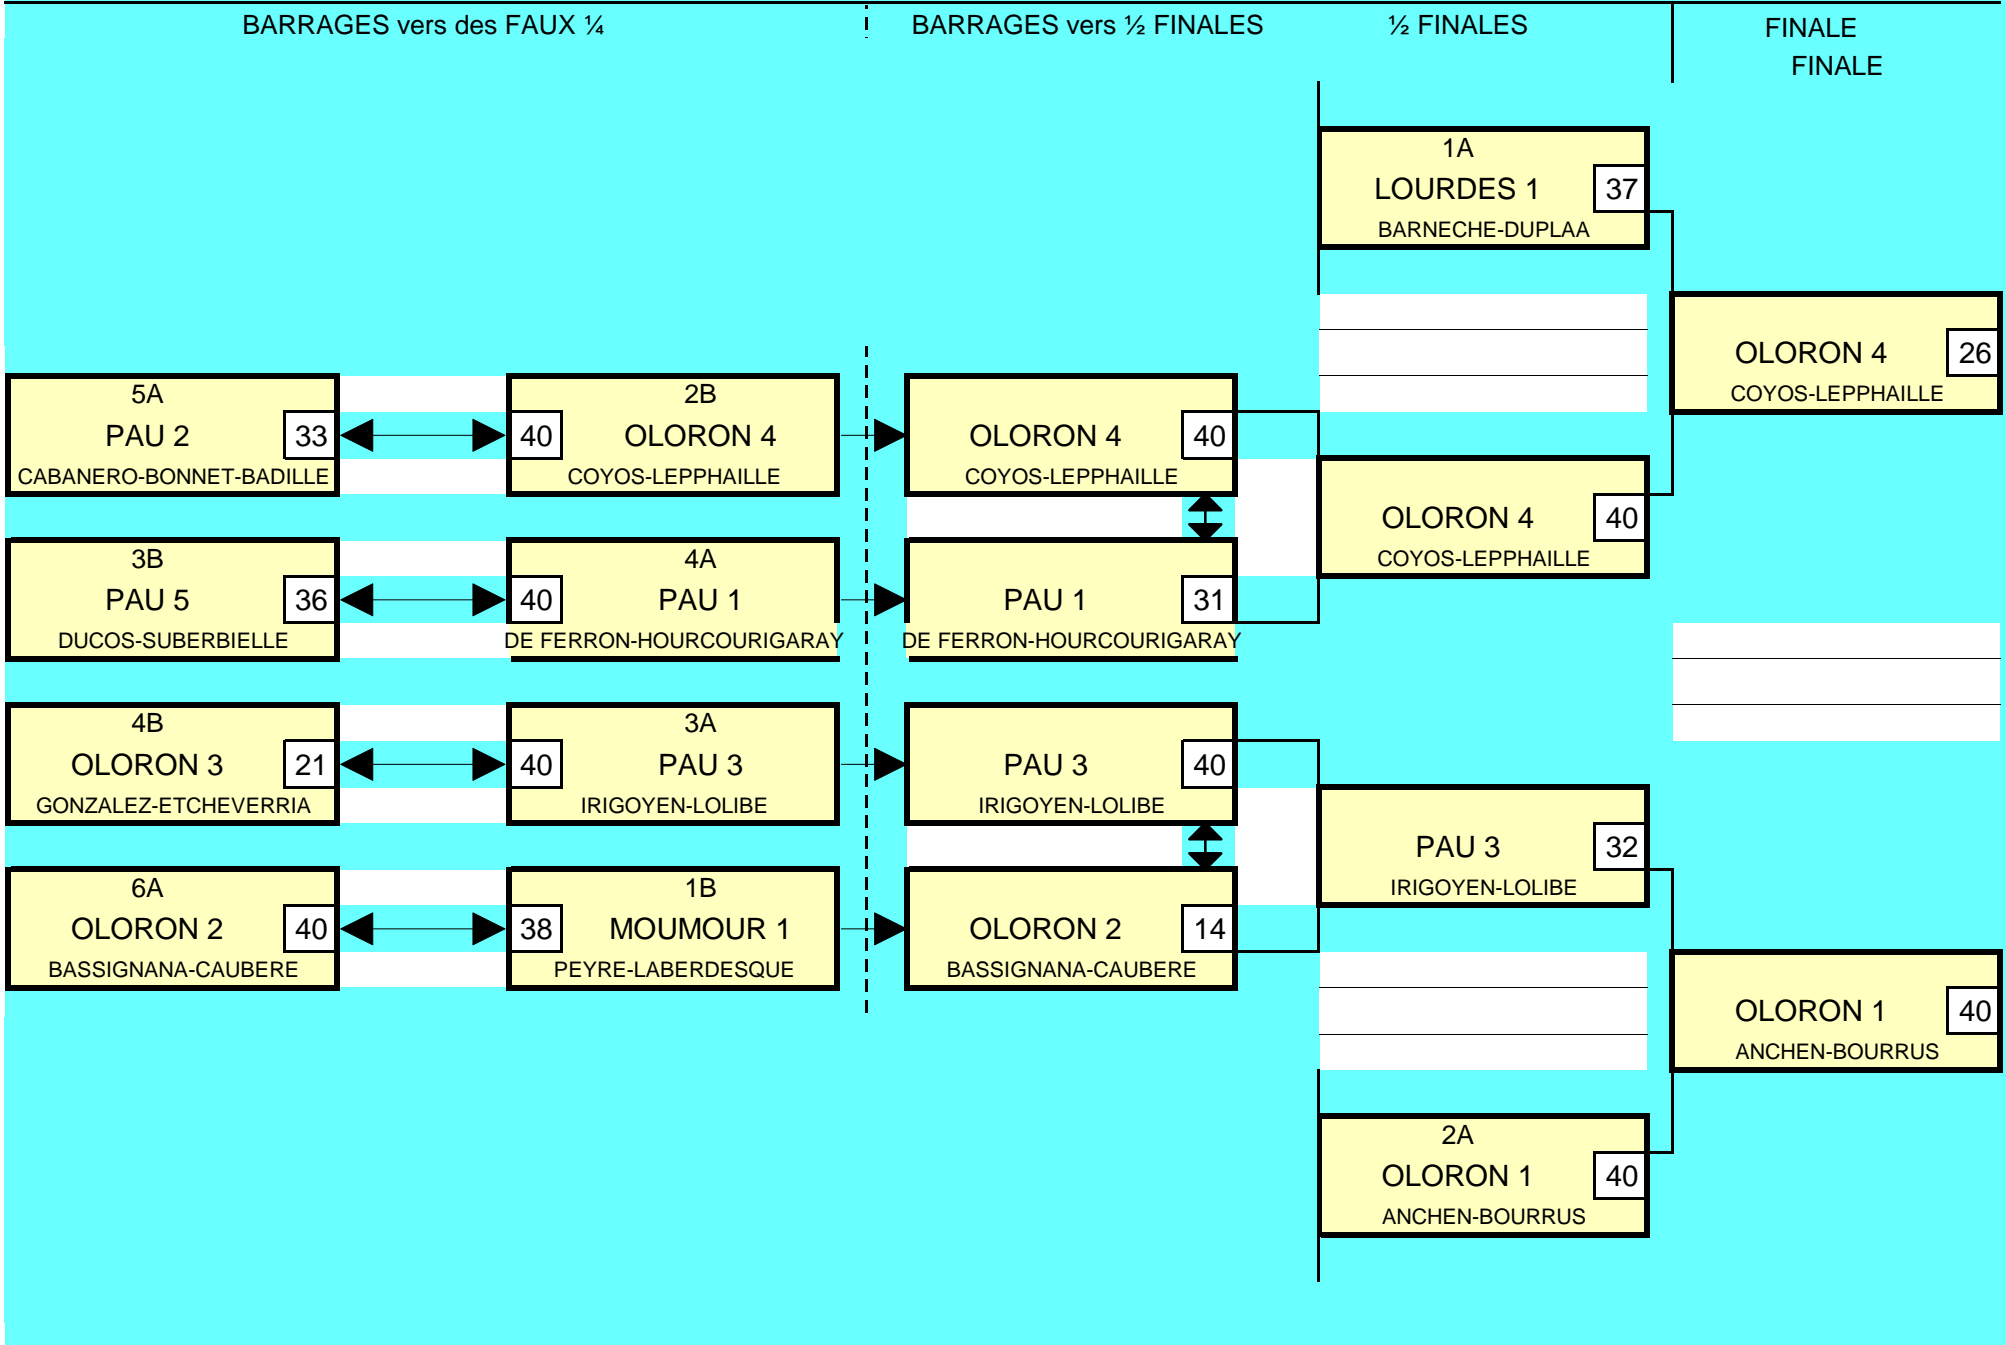 BARRAGES vers des FAUX ¼
BARRAGES vers ½ FINALES
½ FINALES
FINALE
FINALE
5A
PAU 2
33
CABANERO-BONNET-BADILLE
2B
40
OLORON 4
COYOS-LEPPHAILLE
3B
PAU 5
36
DUCOS-SUBERBIELLE
4A
40
PAU 1
DE FERRON-HOURCOURIGARAY
4B
OLORON 3
21
GONZALEZ-ETCHEVERRIA
3A
40
PAU 3
IRIGOYEN-LOLIBE
6A
OLORON 2
40
BASSIGNANA-CAUBERE
1B
38
MOUMOUR 1
PEYRE-LABERDESQUE
OLORON 4
40
COYOS-LEPPHAILLE
PAU 1
31
DE FERRON-HOURCOURIGARAY
PAU 3
40
IRIGOYEN-LOLIBE
OLORON 2
14
BASSIGNANA-CAUBERE
1A
LOURDES 1
37
BARNECHE-DUPLAA
OLORON 4
40
COYOS-LEPPHAILLE
PAU 3
32
IRIGOYEN-LOLIBE
2A
OLORON 1
40
ANCHEN-BOURRUS
OLORON 4
26
COYOS-LEPPHAILLE
OLORON 1
40
ANCHEN-BOURRUS